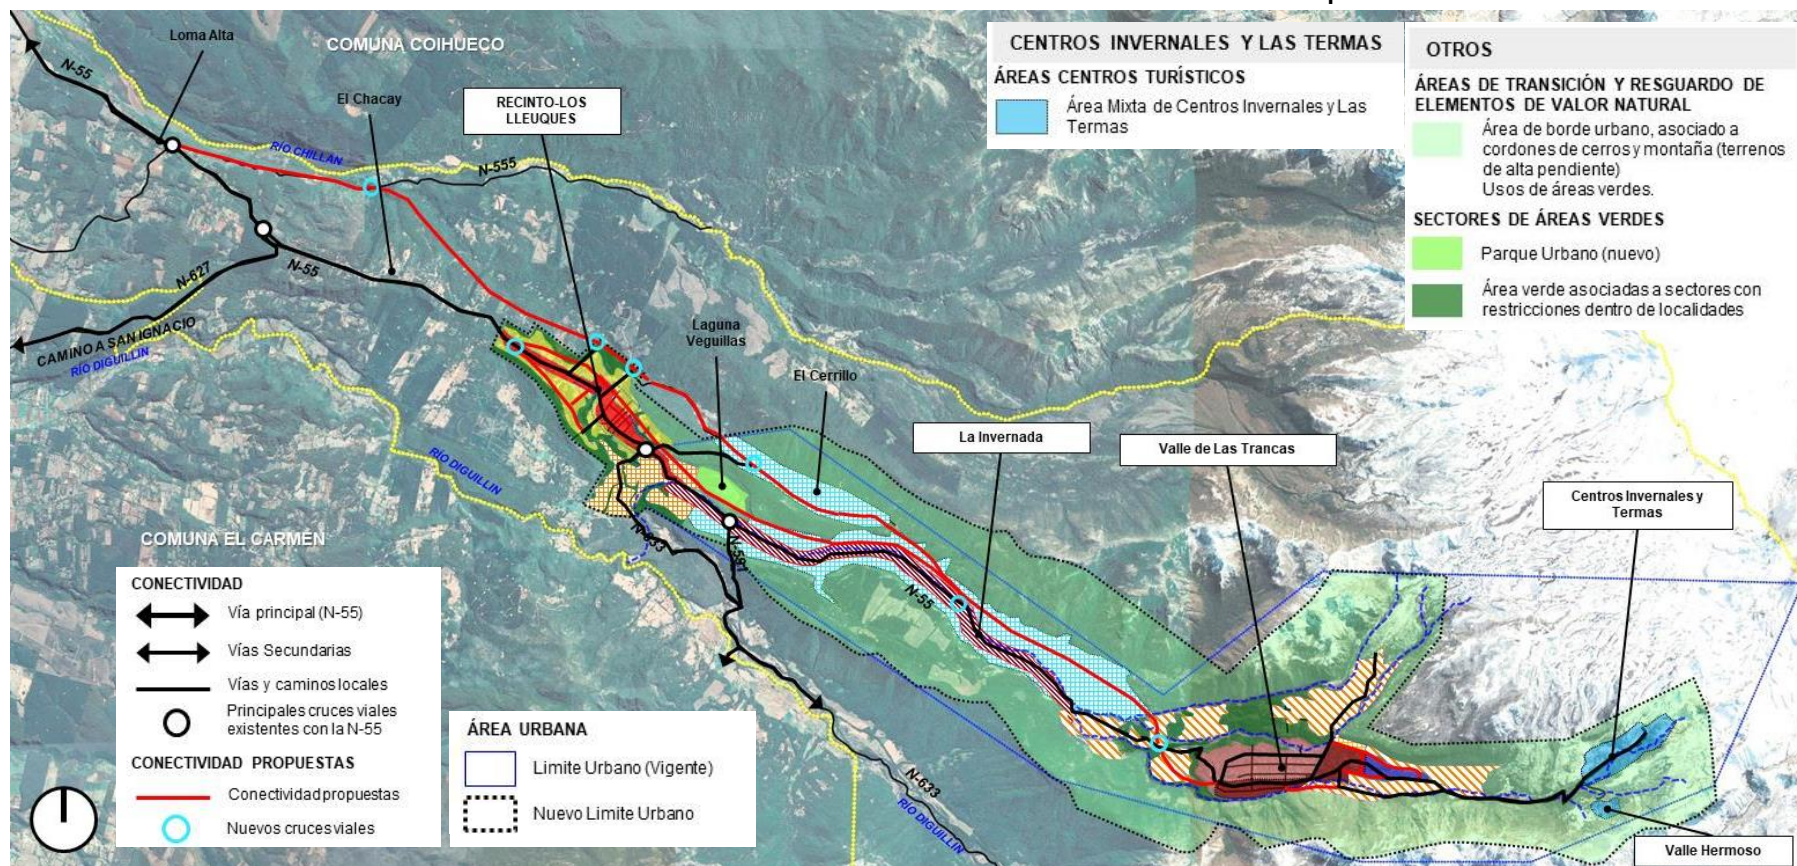 Loma Alta
COMUNA COIHUECO
N-55
El Chacay
RECINTO-LOS
LLEUQUES
RÍO CHILLÁN
N-555
N-627
N-55
CAMINO A SAN IGNACIO
RÍO DIGUILLIN
Laguna
Veguillas
El Cerrillo
La Invernada
Valle de Las Trancas
Centros Invernales y
Termas
RÍO DIGUILLIN
COMUNA EL CARMEN
N-55
N-633
RÍO DIGUILLIN
Valle Hermoso
CENTROS INVERNALES Y LAS TERMAS
ÁREAS CENTROS TURÍSTICOS
Área Mixta de Centros Invernales y Las
Termas
OTROS
ÁREAS DE TRANSICIÓN Y RESGUARDO DE
ELEMENTOS DE VALOR NATURAL
Área de borde urbano, asociado a
cordones de cerros y montaña (terrenos
de alta pendiente)
Usos de áreas verdes.
SECTORES DE ÁREAS VERDES
Parque Urbano (nuevo)
Área verde asociadas a sectores con
restricciones dentro de localidades
CONECTIVIDAD
Vía principal (N-55)
Vías Secundarias
Vías y caminos locales
Principales cruces viales
existentes con la N-55
CONECTIVIDAD PROPUESTAS
Conectividad propuestas
Nuevos cruces viales
ÁREA URBANA
Limite Urbano (Vigente)
Nuevo Limite Urbano